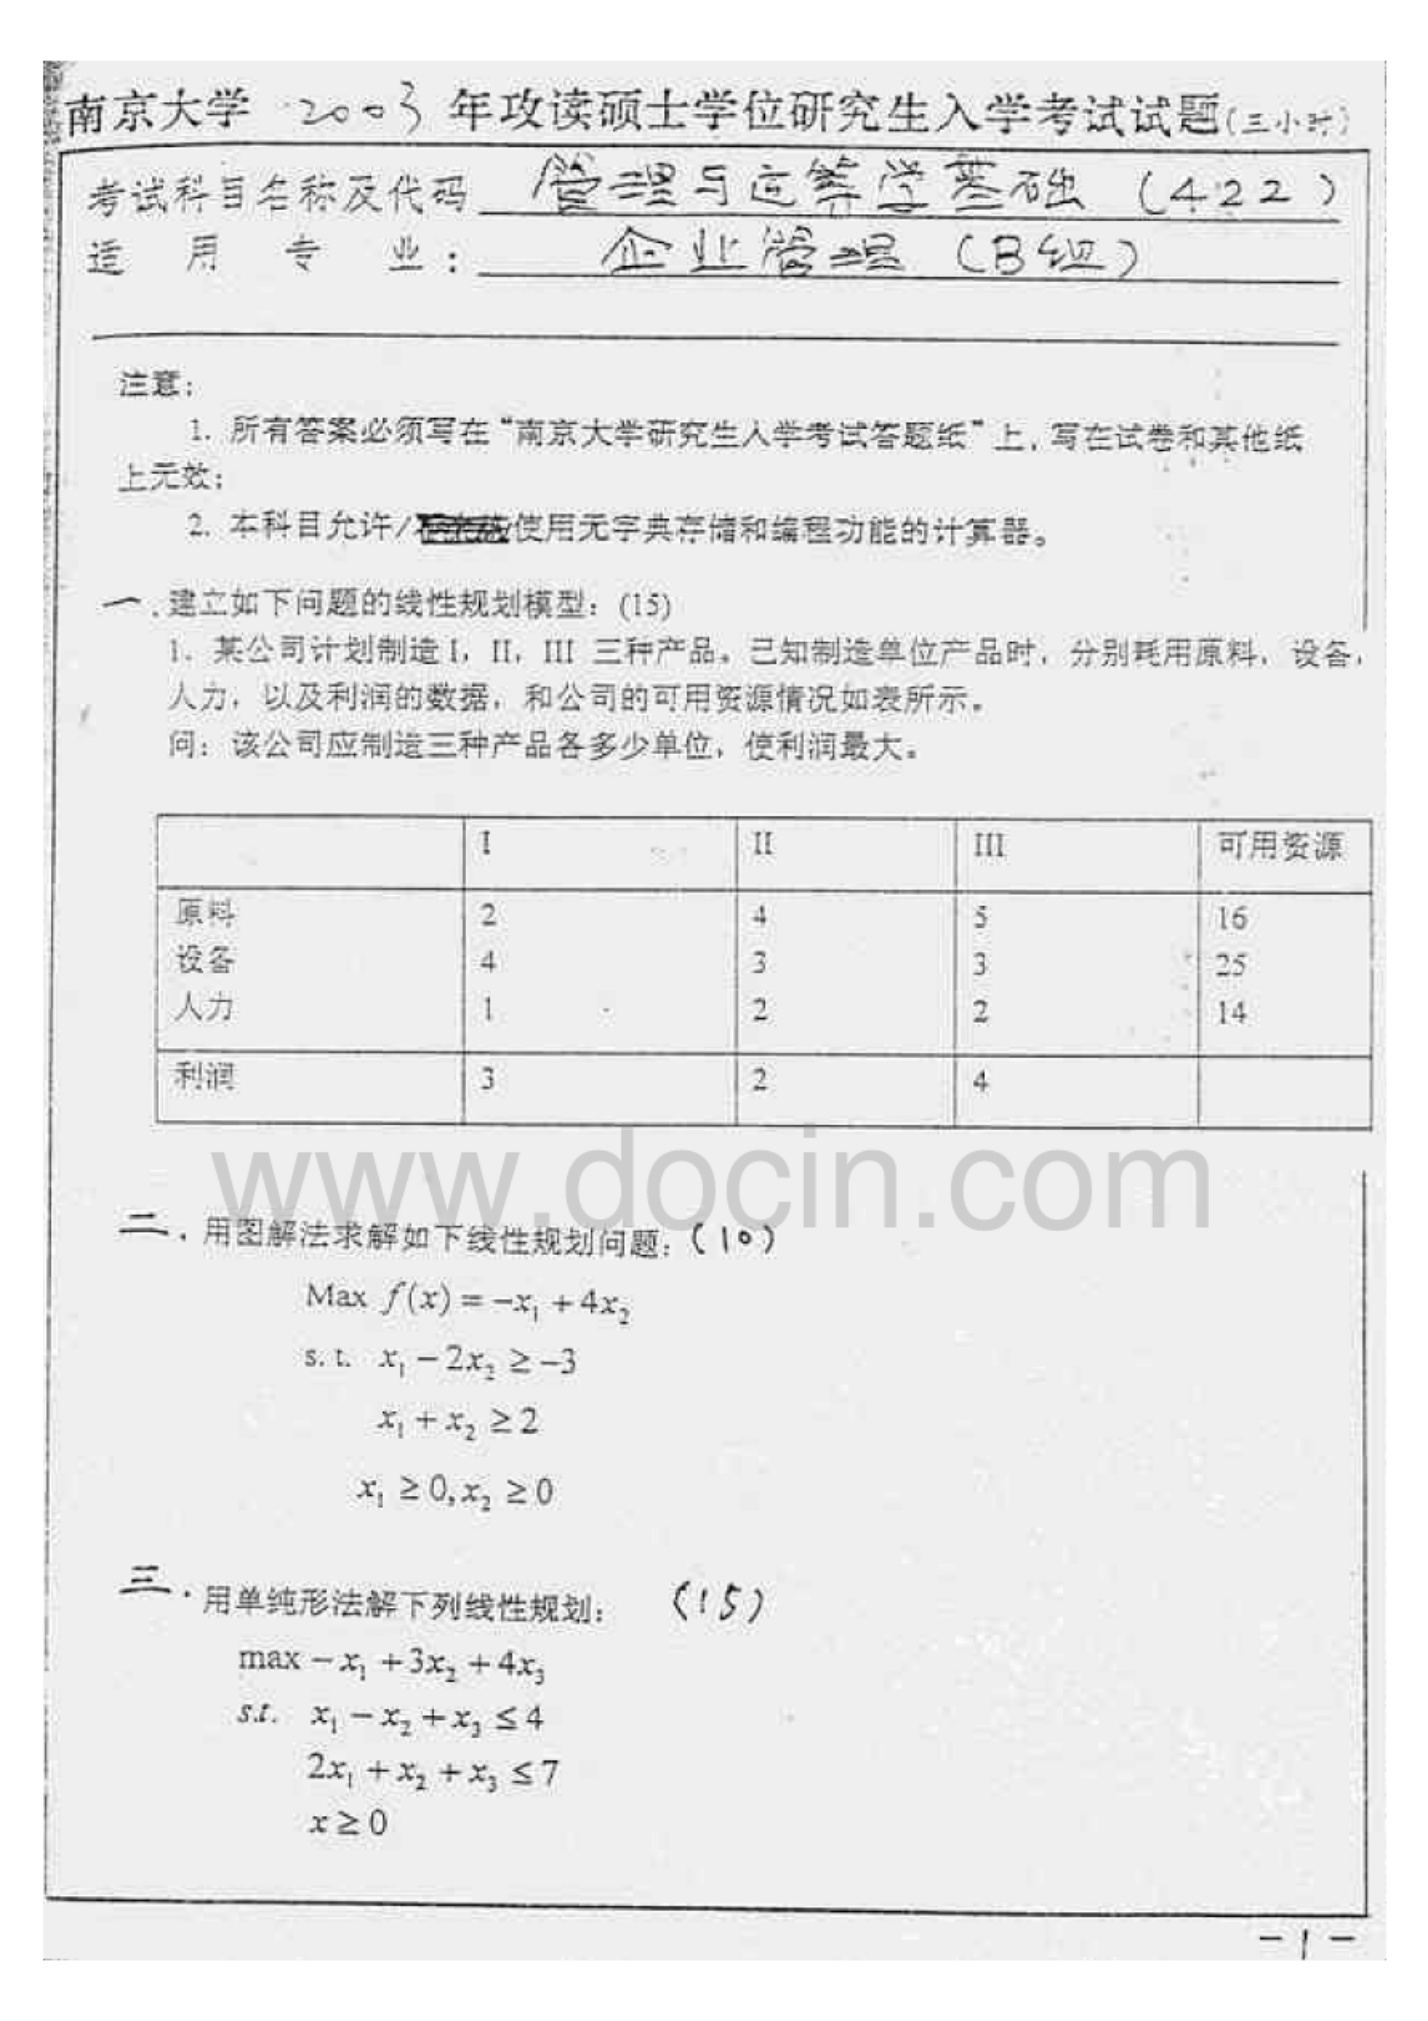 南京大学 2003 年攻读硕士学位研究生入学考试试题(三小时)
考试科目名称及代码 管理与运筹学基础 (422)
适用专业: 企业管理 (B组)
注意:
1. 所有答案必须写在“南京大学研究生入学考试答题纸”上,写在试卷和其他纸
上无效;
2. 本科目允许/使用无字典存储和编程功能的计算器。
一.建立如下问题的线性规划模型:(15)
1. 某公司计划制造 I, II, III 三种产品。已知制造单位产品时,分别耗用原料,设备,
人力,以及利润的数据,和公司的可用资源情况如表所示。
问:该公司应制造三种产品各多少单位,使利润最大。
I II III 可用资源
原料 2 4 5 16
设备 4 3 3 25
人力 1 2 2 14
利润 3 2 4
www.docin.com
二.用图解法求解如下线性规划问题:(10)
Max f(x) = -x₁ + 4x₂
s. t. x₁ - 2x₂ ≥ -3
x₁ + x₂ ≥ 2
x₁ ≥ 0, x₂ ≥ 0
三.用单纯形法解下列线性规划: (15)
max - x₁ + 3x₂ + 4x₃
s.t. x₁ - x₂ + x₃ ≤ 4
2x₁ + x₂ + x₃ ≤ 7
x ≥ 0
-1-